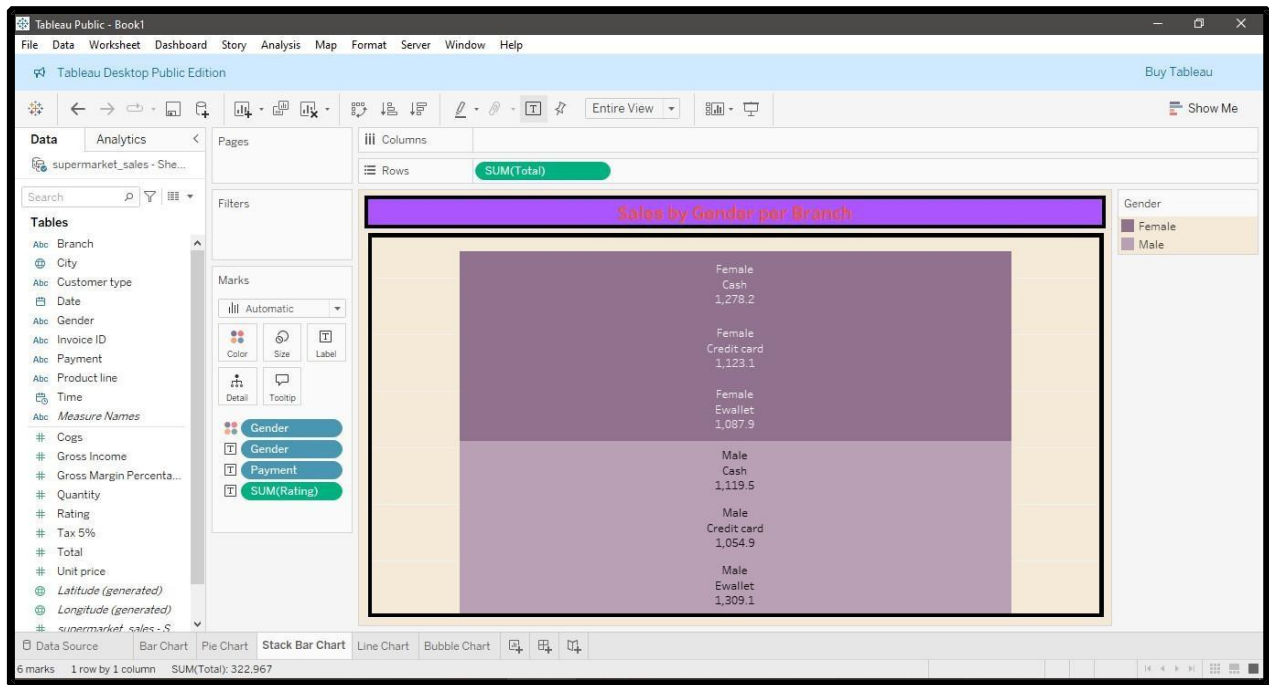 Tableau Public - Book1
File Data Worksheet Dashboard Story Analysis Map Format Server Window Help
Tableau Desktop Public Edition
Buy Tableau
Entire View
Show Me
Data Analytics
supermarket_sales - She...
Search
Tables
Abc Branch
City
Abc Customer type
Date
Abc Gender
Abc Invoice ID
Abc Payment
Abc Product line
Time
Abc Measure Names
# Cogs
# Gross Income
# Gross Margin Percenta...
# Quantity
# Rating
# Tax 5%
# Total
# Unit price
Latitude (generated)
Longitude (generated)
# supermarket_sales - S...
Pages
Filters
Marks
Automatic
Color Size Label
Detail Tooltip
Gender
Gender
Payment
SUM(Rating)
Columns
Rows SUM(Total)
Sales by Gender per Branch
Female
Cash
1,278.2
Female
Credit card
1,123.1
Female
Ewallet
1,087.9
Male
Cash
1,119.5
Male
Credit card
1,054.9
Male
Ewallet
1,309.1
Gender
Female
Male
Data Source Bar Chart Pie Chart Stack Bar Chart Line Chart Bubble Chart
6 marks 1 row by 1 column SUM(Total): 322,967